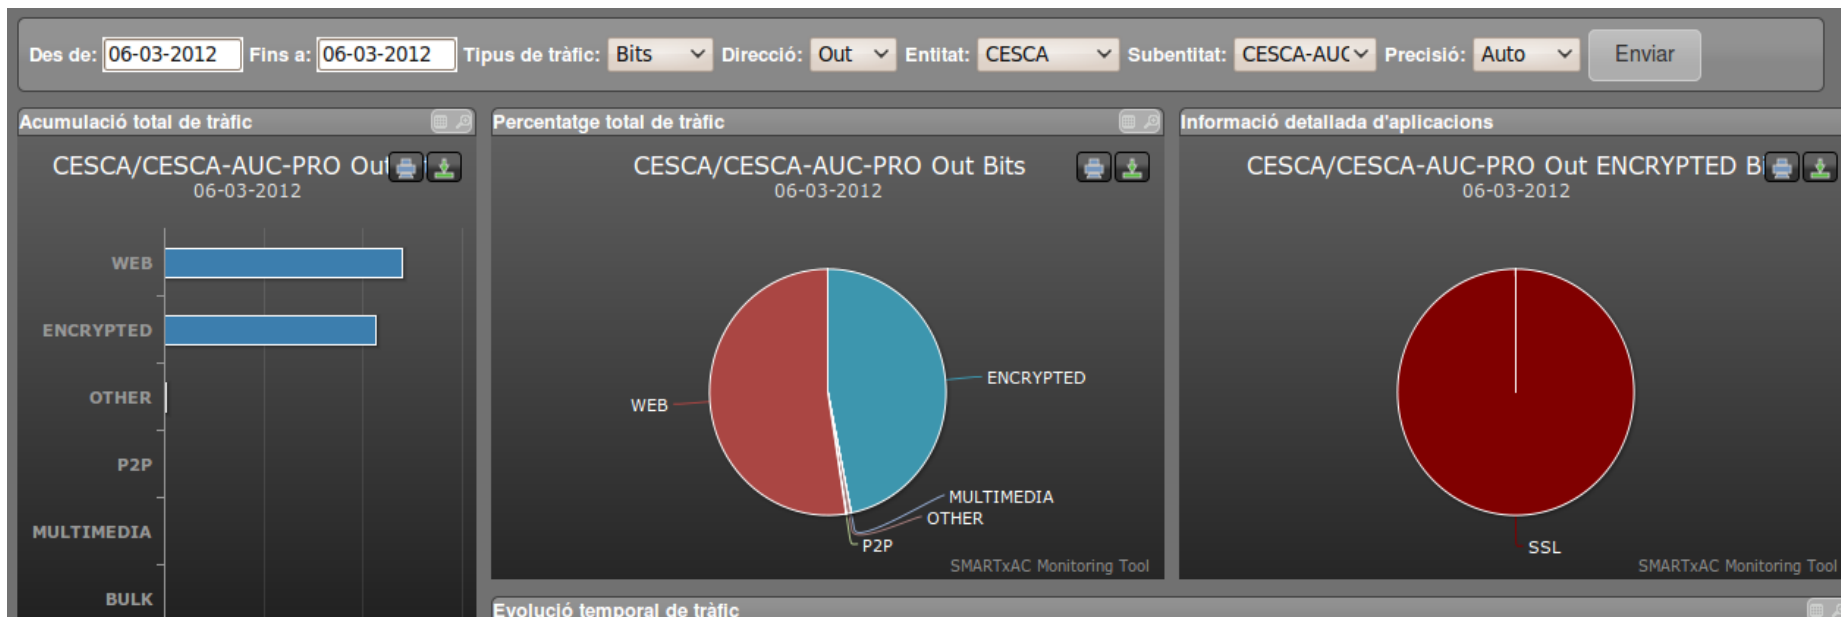 Des de: 06-03-2012 Fins a: 06-03-2012 Tipus de tràfic: Bits Direcció: Out Entitat: CESCA Subentitat: CESCA-AUC Precisió: Auto Enviar
Acumulació total de tràfic
CESCA/CESCA-AUC-PRO Out
06-03-2012
WEB
ENCRYPTED
OTHER
P2P
MULTIMEDIA
BULK
Percentatge total de tràfic
CESCA/CESCA-AUC-PRO Out Bits
06-03-2012
ENCRYPTED
WEB
MULTIMEDIA
OTHER
P2P
SMARTxAC Monitoring Tool
Informació detallada d'aplicacions
CESCA/CESCA-AUC-PRO Out ENCRYPTED B
06-03-2012
SSL
SMARTxAC Monitoring Tool
Evolució temporal de tràfic